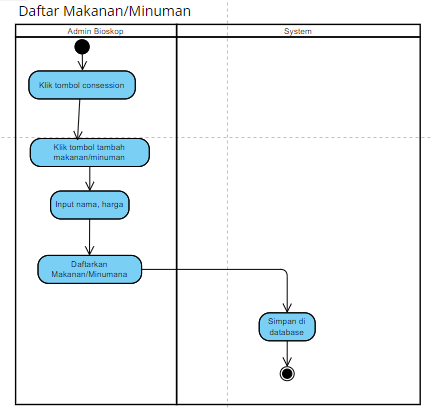 Daftar Makanan/Minuman
Admin Bioskop
System
Klik tombol consession
Klik tombol tambah
makanan/minuman
Input nama, harga
Daftarkan
Makanan/Minumana
Simpan di
database